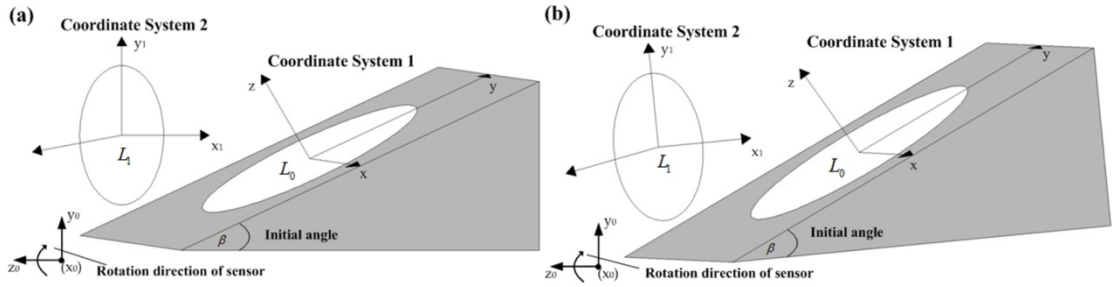 (a)
Coordinate System 2
y1
Coordinate System 1
z
y
x1
L1
L0
x
y0
β
Initial angle
z0
(x0)
Rotation direction of sensor
(b)
Coordinate System 2
y1
Coordinate System 1
z
y
x1
L1
L0
x
y0
β
Initial angle
z0
(x0)
Rotation direction of sensor